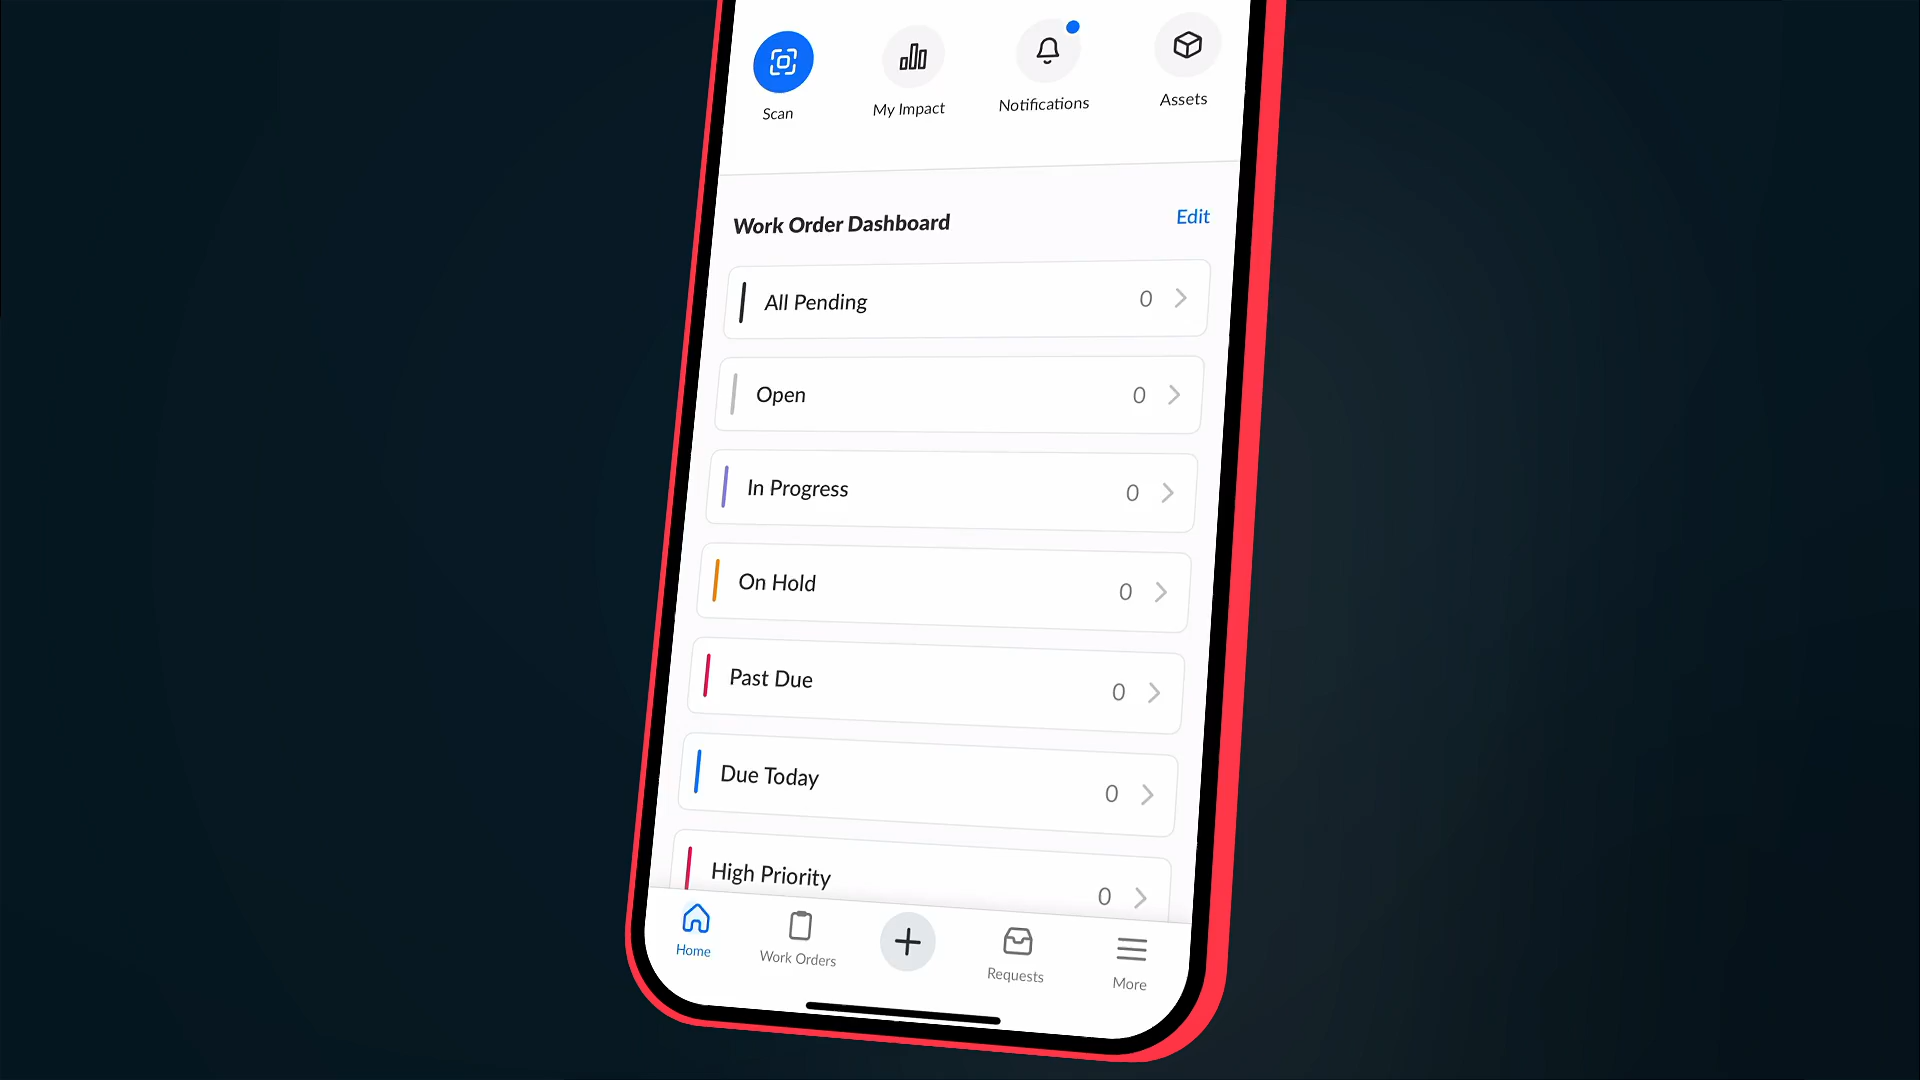 Scan
My Impact
Notifications
Assets
Work Order Dashboard
Edit
All Pending
0
Open
0
In Progress
0
On Hold
0
Past Due
0
Due Today
0
High Priority
0
Home
Work Orders
Requests
More